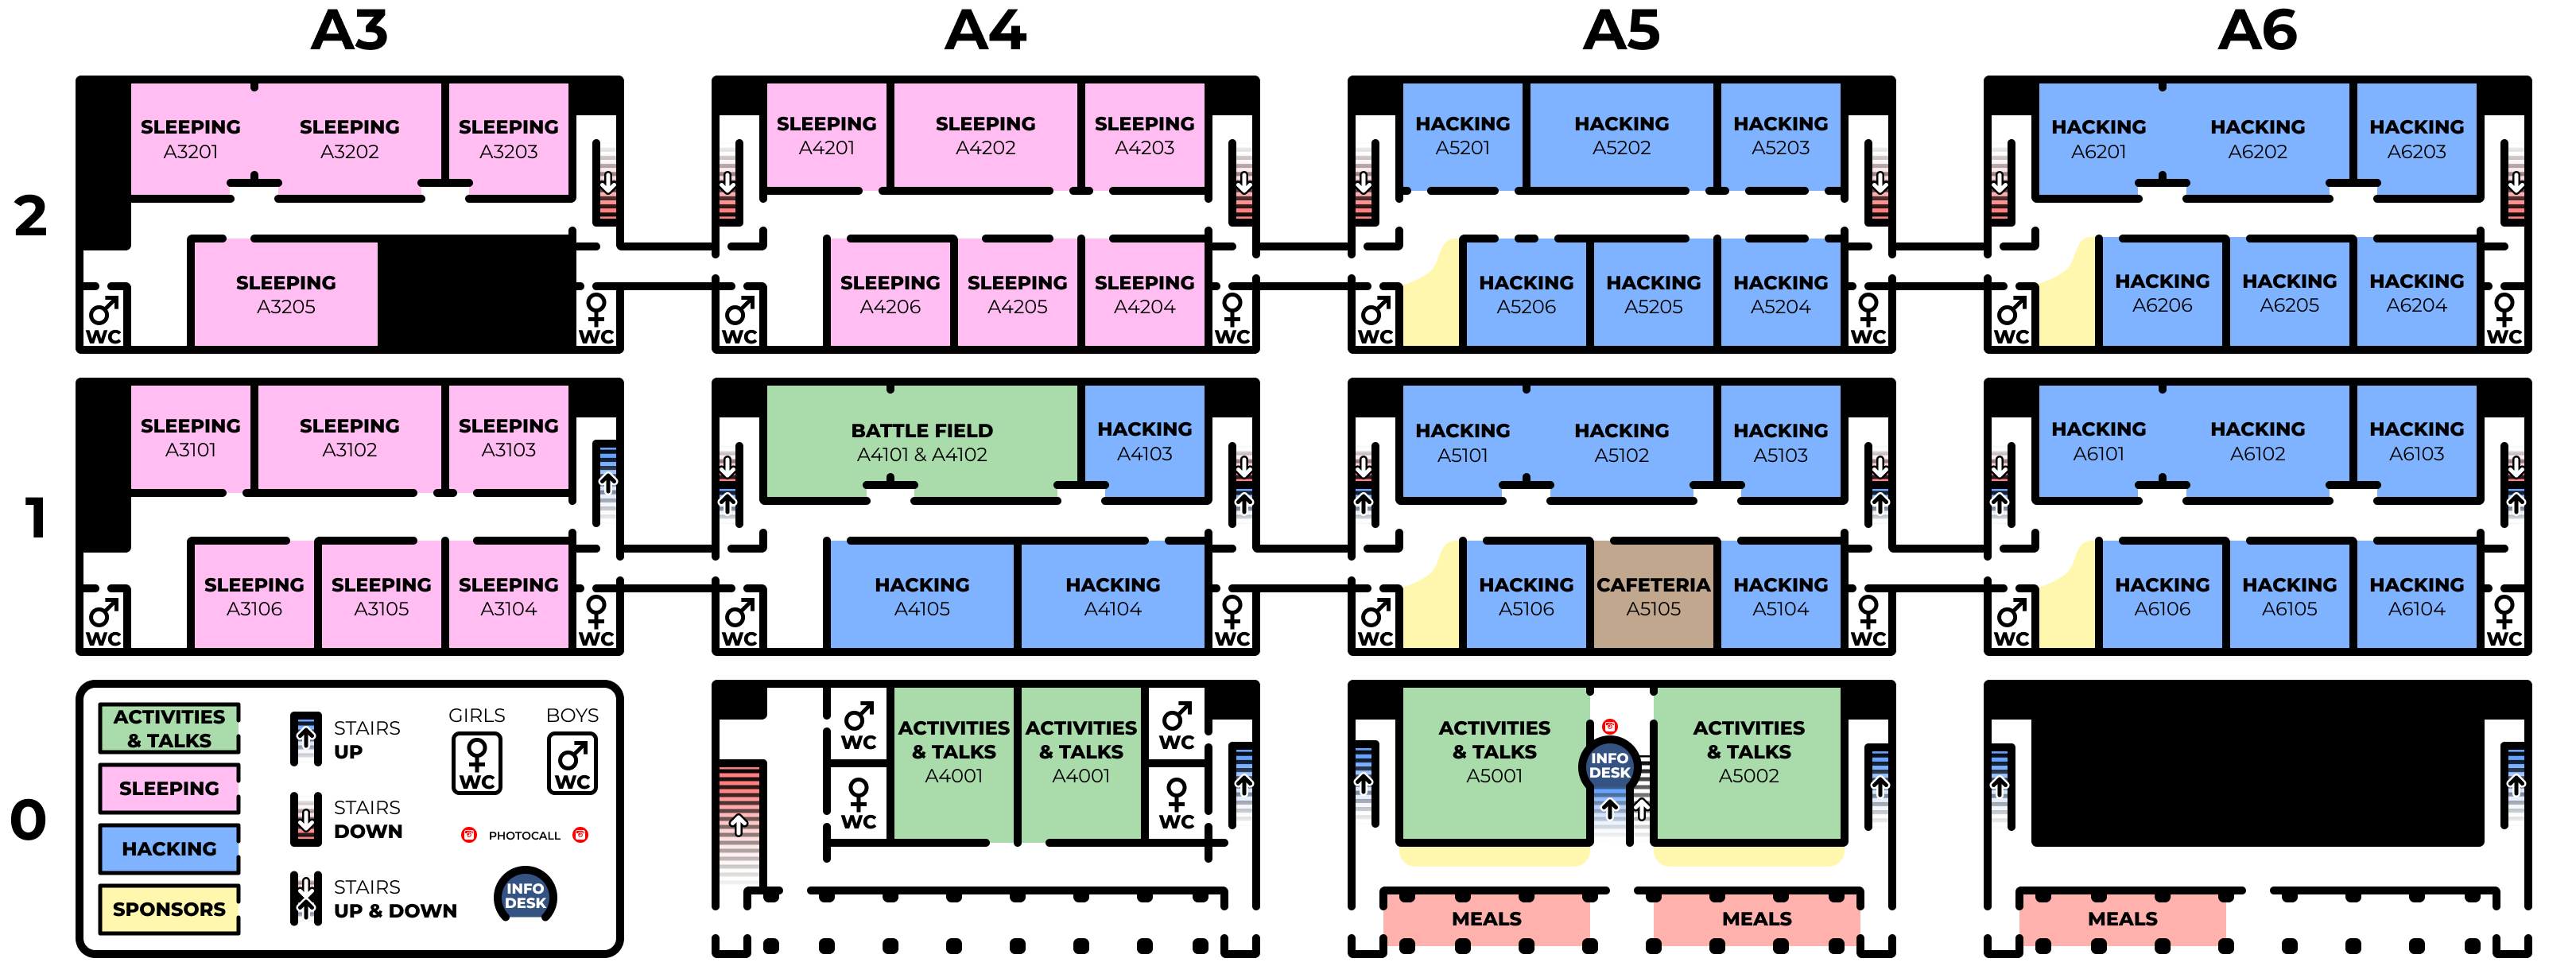 A3
A4
A5
A6
2
SLEEPING
A3201
SLEEPING
A3202
SLEEPING
A3203
SLEEPING
A3205
WC
WC
SLEEPING
A4201
SLEEPING
A4202
SLEEPING
A4203
SLEEPING
A4206
SLEEPING
A4205
SLEEPING
A4204
WC
WC
HACKING
A5201
HACKING
A5202
HACKING
A5203
HACKING
A5206
HACKING
A5205
HACKING
A5204
WC
WC
HACKING
A6201
HACKING
A6202
HACKING
A6203
HACKING
A6206
HACKING
A6205
HACKING
A6204
WC
WC
1
SLEEPING
A3101
SLEEPING
A3102
SLEEPING
A3103
SLEEPING
A3106
SLEEPING
A3105
SLEEPING
A3104
WC
WC
BATTLE FIELD
A4101 & A4102
HACKING
A4103
HACKING
A4105
HACKING
A4104
WC
WC
HACKING
A5101
HACKING
A5102
HACKING
A5103
HACKING
A5106
CAFETERIA
A5105
HACKING
A5104
WC
WC
HACKING
A6101
HACKING
A6102
HACKING
A6103
HACKING
A6106
HACKING
A6105
HACKING
A6104
WC
WC
0
ACTIVITIES
& TALKS
SLEEPING
HACKING
SPONSORS
STAIRS
UP
STAIRS
DOWN
STAIRS
UP & DOWN
GIRLS
WC
BOYS
WC
PHOTOCALL
INFO
DESK
WC
WC
ACTIVITIES
& TALKS
A4001
ACTIVITIES
& TALKS
A4001
WC
WC
ACTIVITIES
& TALKS
A5001
INFO
DESK
ACTIVITIES
& TALKS
A5002
MEALS
MEALS
MEALS